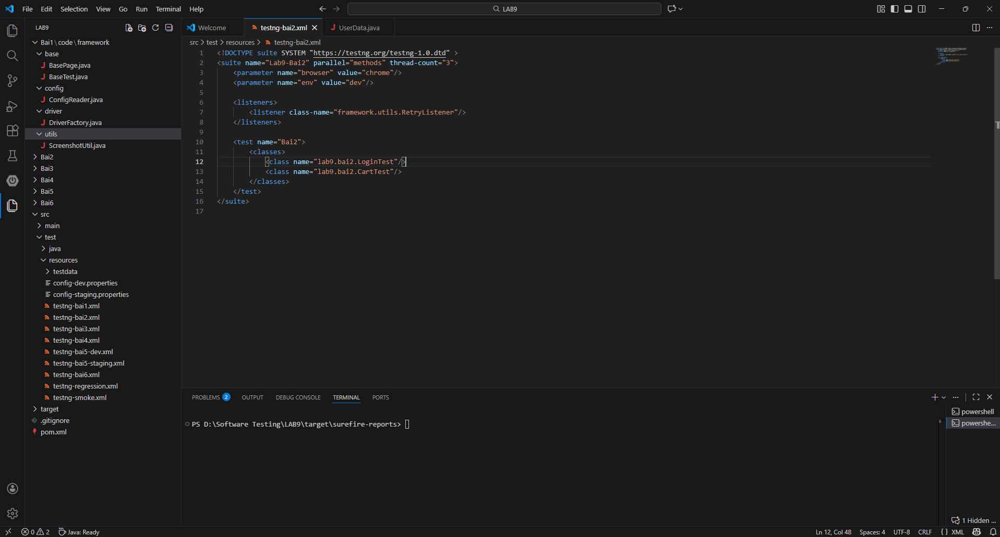 File Edit Selection View Go Run Terminal Help
LAB9
LAB9
Bai1\code\framework
base
BasePage.java
BaseTest.java
config
ConfigReader.java
driver
DriverFactory.java
utils
ScreenshotUtil.java
Bai2
Bai3
Bai4
Bai5
Bai6
src
main
test
java
resources
testdata
config-dev.properties
config-staging.properties
testng-bai1.xml
testng-bai2.xml
testng-bai3.xml
testng-bai4.xml
testng-bai5-dev.xml
testng-bai5-staging.xml
testng-bai6.xml
testng-regression.xml
testng-smoke.xml
target
.gitignore
pom.xml
Welcome testng-bai2.xml UserData.java
src > test > resources > testng-bai2.xml
1 <!DOCTYPE suite SYSTEM "https://testng.org/testng-1.0.dtd" >
2 <suite name="Lab9-Bai2" parallel="methods" thread-count="3">
3 <parameter name="browser" value="chrome"/>
4 <parameter name="env" value="dev"/>
5
6 <listeners>
7 <listener class-name="framework.utils.RetryListener"/>
8 </listeners>
9
10 <test name="Bai2">
11 <classes>
12 <class name="lab9.bai2.LoginTest"/>
13 <class name="lab9.bai2.CartTest"/>
14 </classes>
15 </test>
16 </suite>
17
PROBLEMS 2 OUTPUT DEBUG CONSOLE TERMINAL PORTS
PS D:\Software Testing\LAB9\target\surefire-reports>
powershell
powershe...
1 Hidden ...
0 2 Java: Ready
Ln 12, Col 48 Spaces: 4 UTF-8 CRLF {} XML